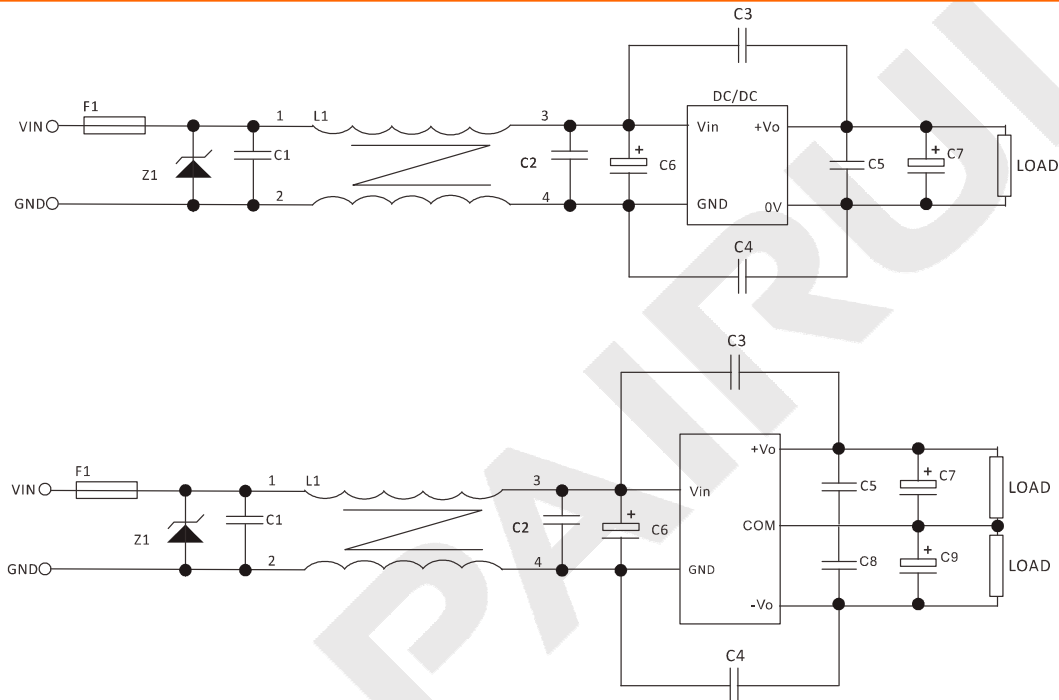 C3
DC/DC
F1
1
L1
3
VIN
Vin
+Vo
+
+
Z1
C1
C2
C6
C5
C7
LOAD
GND
2
4
GND
0V
C4
C3
+Vo
F1
1
L1
3
+
C7
VIN
Vin
C5
LOAD
+
Z1
C1
C2
C6
COM
+
GND
2
4
GND
C8
C9
LOAD
-Vo
C4
PAIRUI